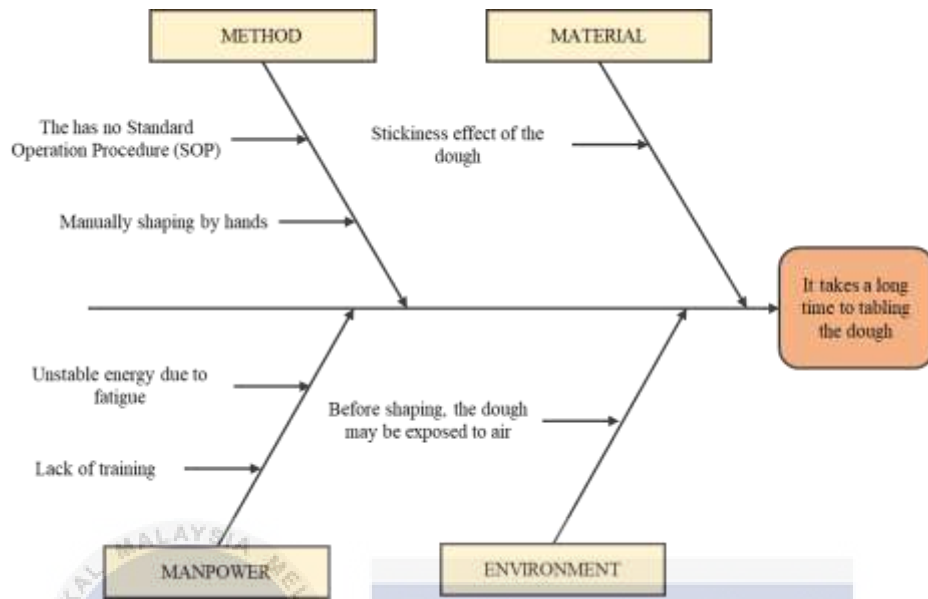 METHOD
MATERIAL
The has no Standard
Operation Procedure (SOP)
Manually shaping by hands
Stickiness effect of the
dough
It takes a long
time to tabling
the dough
Unstable energy due to
fatigue
Lack of training
Before shaping, the dough
may be exposed to air
MANPOWER
ENVIRONMENT
MALAYSIA